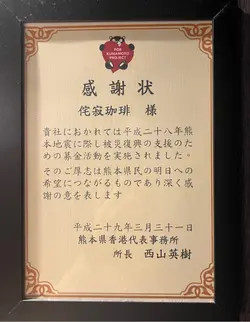 FOR
KUMAMOTO
PROJECT
感謝状
侘寂珈琲 様
貴社におかれては平成二十八年熊
本地震に際し被災復興の支援のた
めの募金活動を実施されました。
そのご厚志は熊本県民の明日への
希望につながるものであり深く感
謝の意を表します
平成二十九年三月三十一日
熊本県香港代表事務所
所長 西山英樹